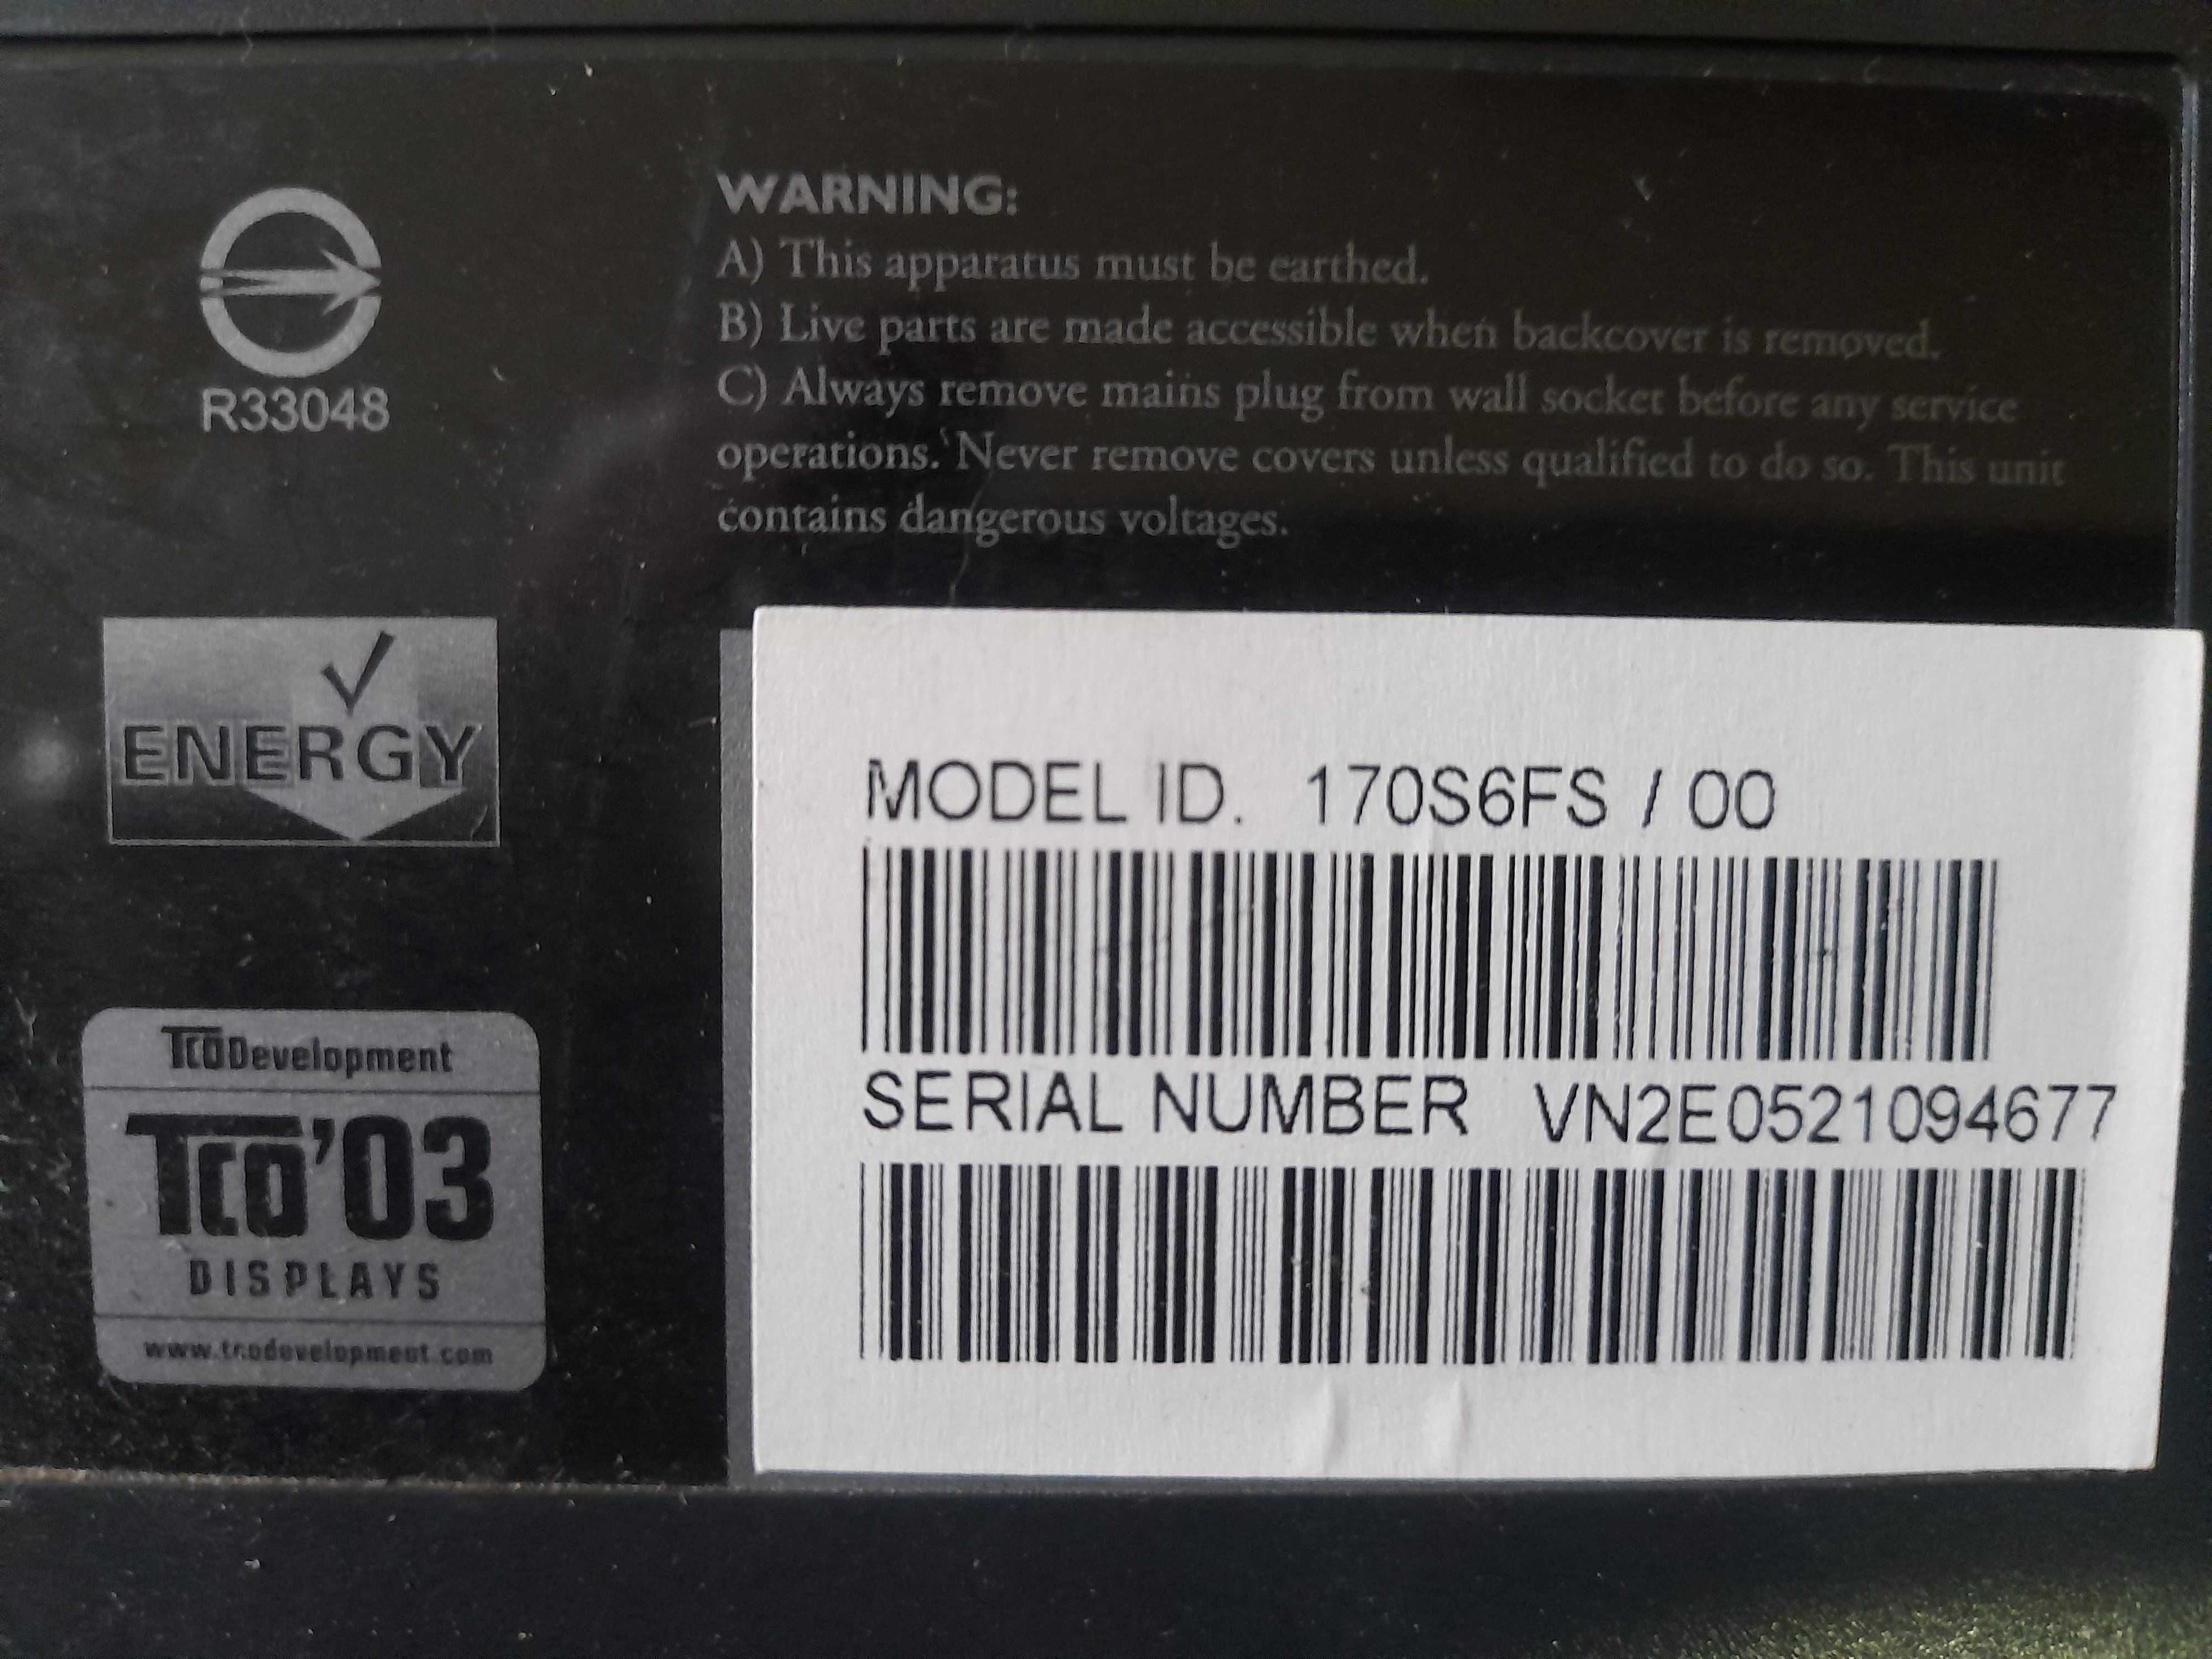 R33048
WARNING:
A) This apparatus must be earthed.
B) Live parts are made accessible when backcover is removed.
C) Always remove mains plug from wall socket before any service
operations. Never remove covers unless qualified to do so. This unit
contains dangerous voltages.
ENERGY
TCO Development
TCO'03
DISPLAYS
www.tcodevelopment.com
MODEL ID. 170S6FS / 00
SERIAL NUMBER VN2E0521094677